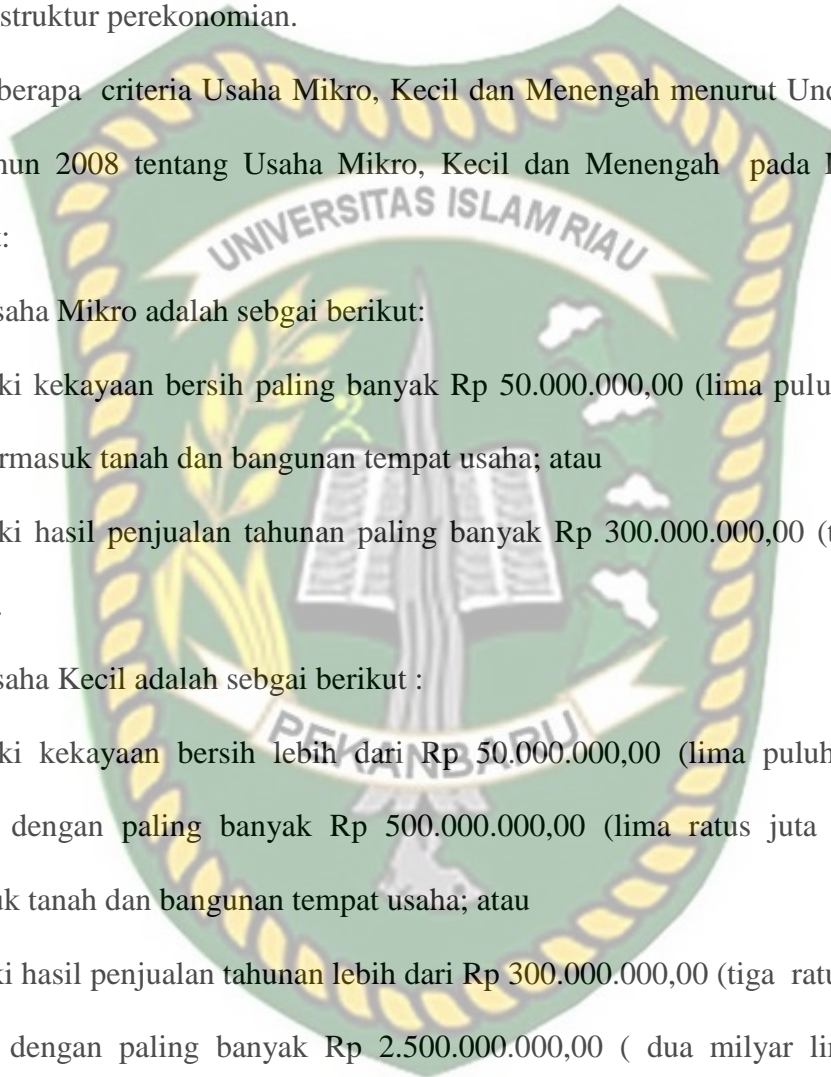 struktur perekonomian.
berapa criteria Usaha Mikro, Kecil dan Menengah menurut Und
hun 2008 tentang Usaha Mikro, Kecil dan Menengah pada
:
UNIVERSITAS ISLAM RIAU
saha Mikro adalah sebgai berikut:
ki kekayaan bersih paling banyak Rp 50.000.000,00 (lima pulu
rmasuk tanah dan bangunan tempat usaha; atau
ki hasil penjualan tahunan paling banyak Rp 300.000.000,00 (t
.
saha Kecil adalah sebgai berikut :
PEKANBARU
ki kekayaan bersih lebih dari Rp 50.000.000,00 (lima puluh
dengan paling banyak Rp 500.000.000,00 (lima ratus juta
uk tanah dan bangunan tempat usaha; atau
ki hasil penjualan tahunan lebih dari Rp 300.000.000,00 (tiga ratu
dengan paling banyak Rp 2.500.000.000,00 ( dua milyar lim